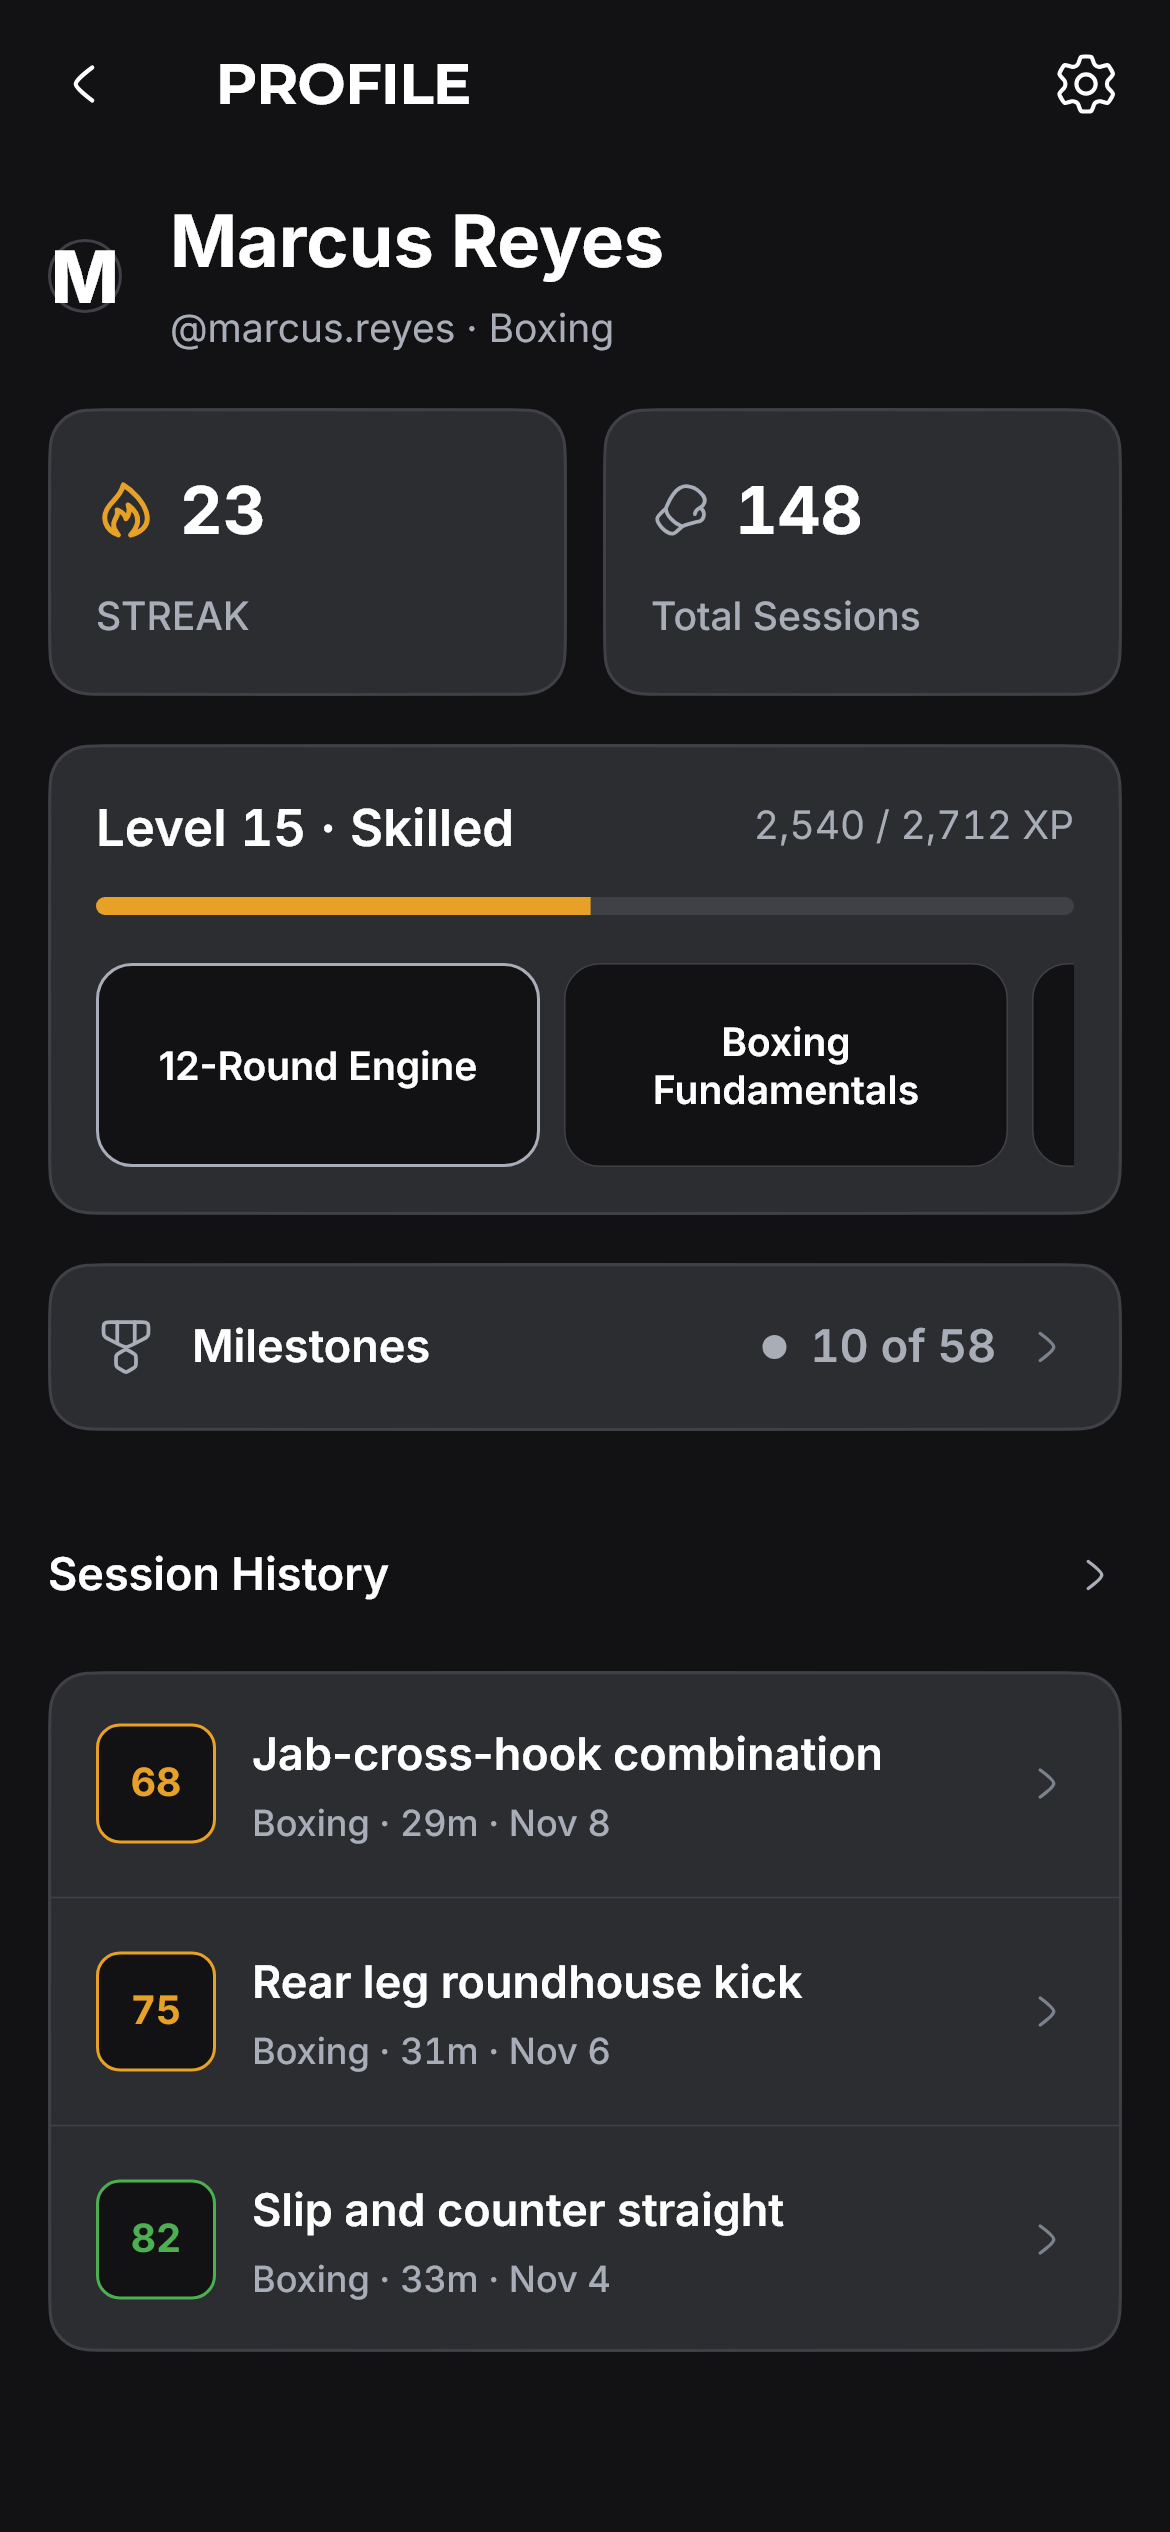 PROFILE
M
Marcus Reyes
@marcus.reyes · Boxing
23
STREAK
148
Total Sessions
Level 15 · Skilled
2,540 / 2,712 XP
12-Round Engine
Boxing
Fundamentals
Milestones
10 of 58
Session History
68
Jab-cross-hook combination
Boxing · 29m · Nov 8
75
Rear leg roundhouse kick
Boxing · 31m · Nov 6
82
Slip and counter straight
Boxing · 33m · Nov 4